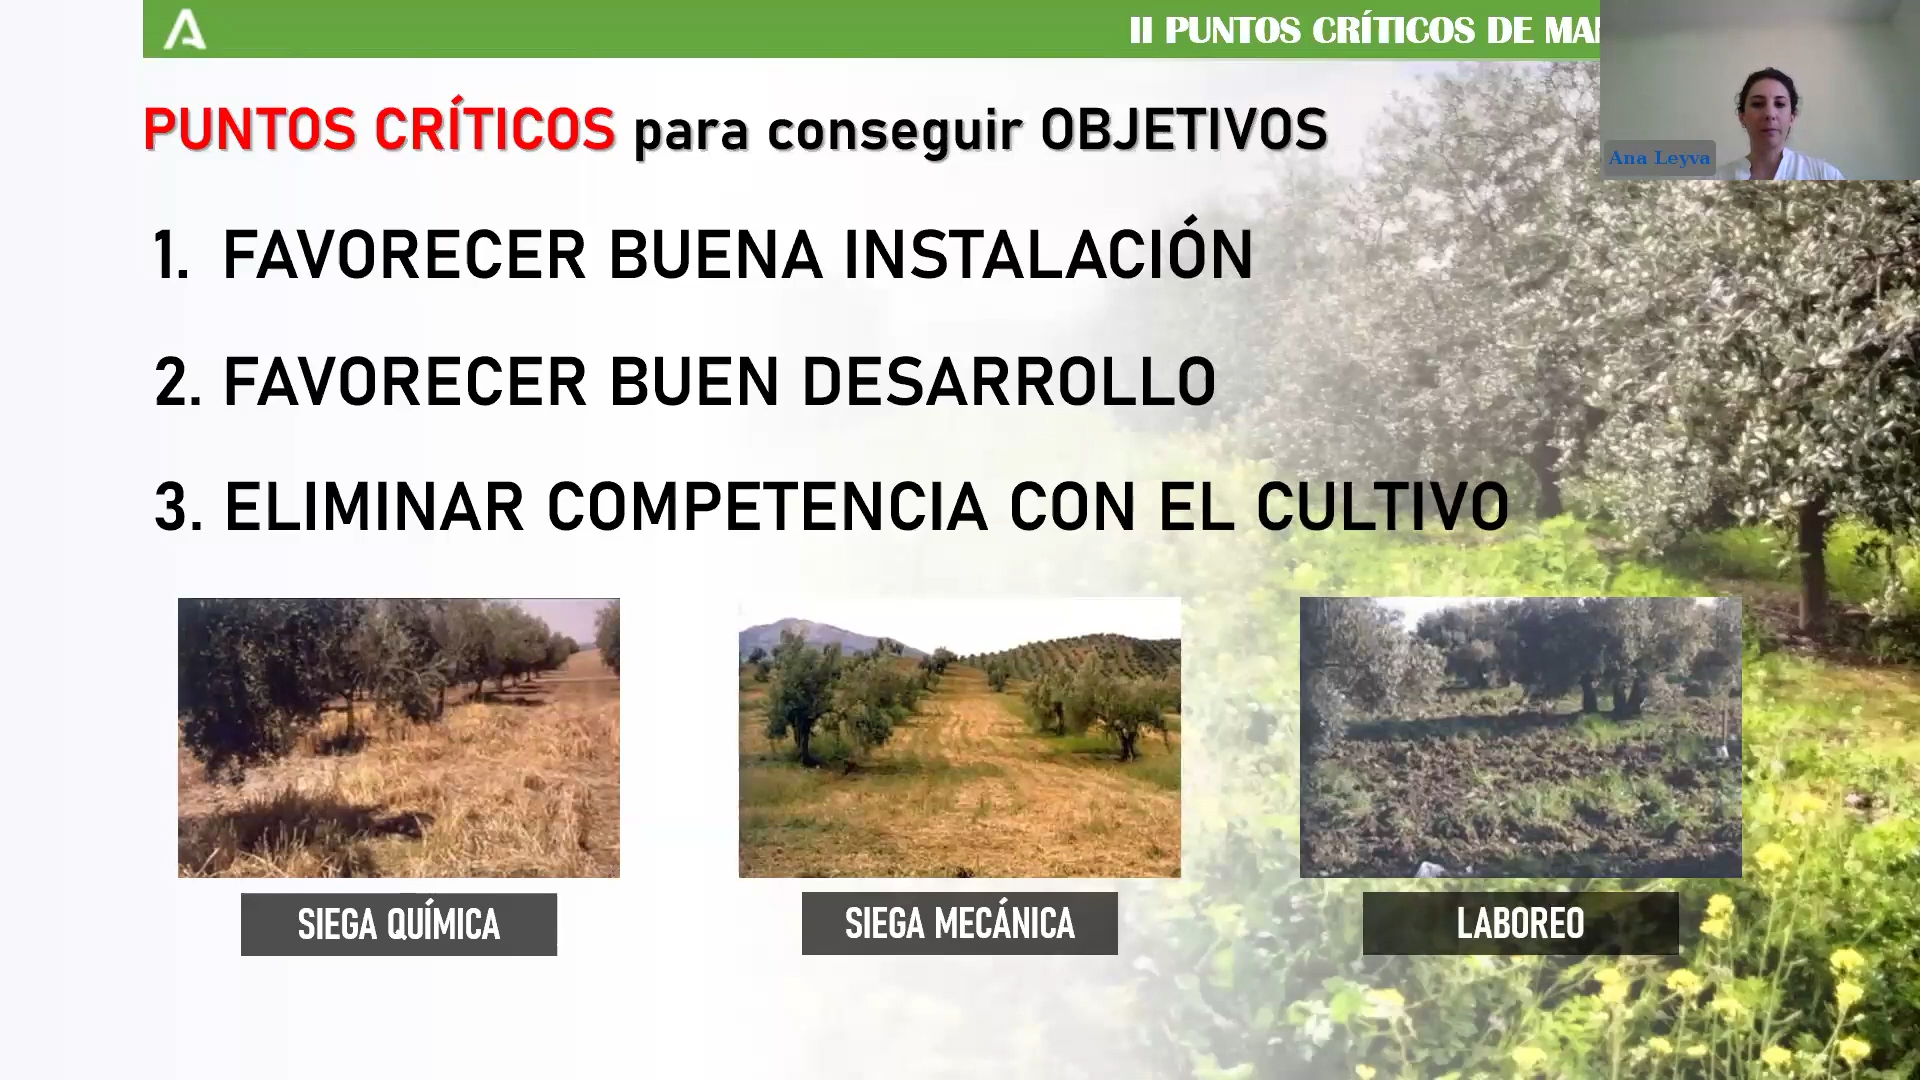 II PUNTOS CRÍTICOS DE
PUNTOS CRÍTICOS para conseguir OBJETIVOS
Ana Leyva
1. FAVORECER BUENA INSTALACIÓN
2. FAVORECER BUEN DESARROLLO
3. ELIMINAR COMPETENCIA CON EL CULTIVO
SIEGA QUÍMICA
SIEGA MECÁNICA
LABOREO